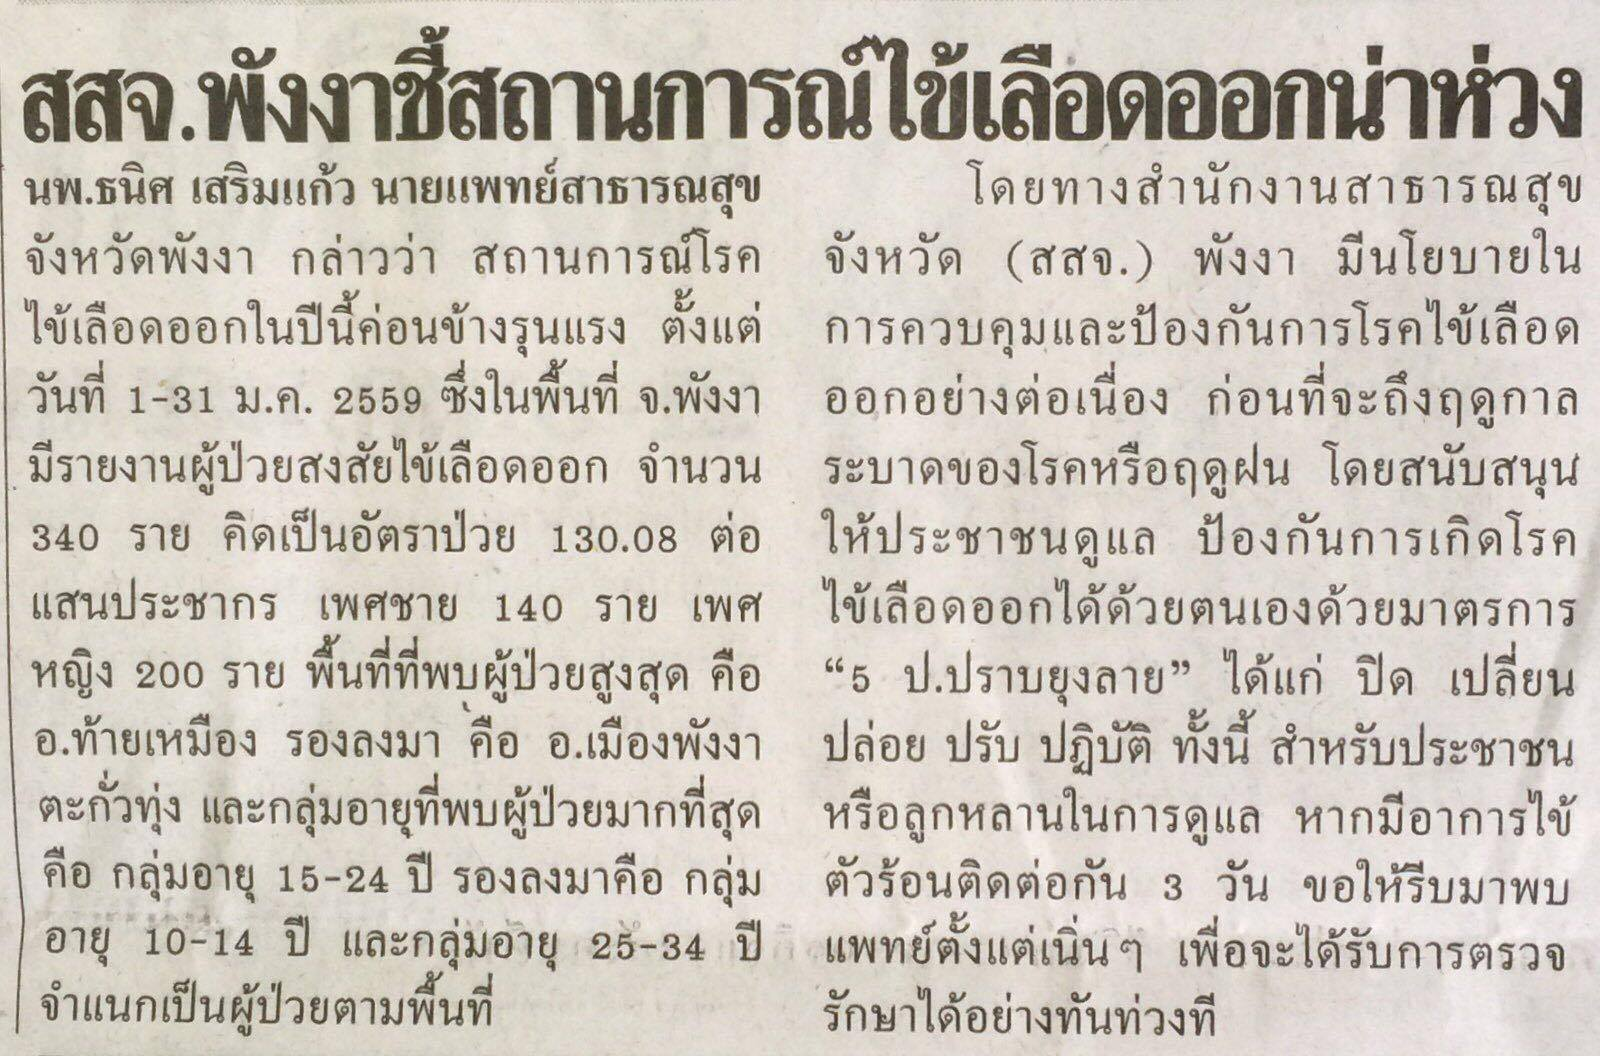 สสจ.พังงาชี้สถานการณ์ไข้เลือดออกน่าห่วง
นพ.ธนิศ เสริมแก้ว นายแพทย์สาธารณสุข
จังหวัดพังงา กล่าวว่า สถานการณ์โรค
ไข้เลือดออกในปีนี้ค่อนข้างรุนแรง ตั้งแต่
วันที่ 1-31 ม.ค. 2559 ซึ่งในพื้นที่ จ.พังงา
มีรายงานผู้ป่วยสงสัยไข้เลือดออก จำนวน
340 ราย คิดเป็นอัตราป่วย 130.08 ต่อ
แสนประชากร เพศชาย 140 ราย เพศ
หญิง 200 ราย พื้นที่ที่พบผู้ป่วยสูงสุด คือ
อ.ท้ายเหมือง รองลงมา คือ อ.เมืองพังงา
ตะกั่วทุ่ง และกลุ่มอายุที่พบผู้ป่วยมากที่สุด
คือ กลุ่มอายุ 15-24 ปี รองลงมาคือ กลุ่ม
อายุ 10-14 ปี และกลุ่มอายุ 25-34 ปี
จำแนกเป็นผู้ป่วยตามพื้นที่
โดยทางสำนักงานสาธารณสุข
จังหวัด (สสจ.) พังงา มีนโยบายใน
การควบคุมและป้องกันการโรคไข้เลือด
ออกอย่างต่อเนื่อง ก่อนที่จะถึงฤดูกาล
ระบาดของโรคหรือฤดูฝน โดยสนับสนุน
ให้ประชาชนดูแล ป้องกันการเกิดโรค
ไข้เลือดออกได้ด้วยตนเองด้วยมาตรการ
“5 ป.ปราบยุงลาย” ได้แก่ ปิด เปลี่ยน
ปล่อย ปรับ ปฏิบัติ ทั้งนี้ สำหรับประชาชน
หรือลูกหลานในการดูแล หากมีอาการไข้
ตัวร้อนติดต่อกัน 3 วัน ขอให้รีบมาพบ
แพทย์ตั้งแต่เนิ่นๆ เพื่อจะได้รับการตรวจ
รักษาได้อย่างทันท่วงที